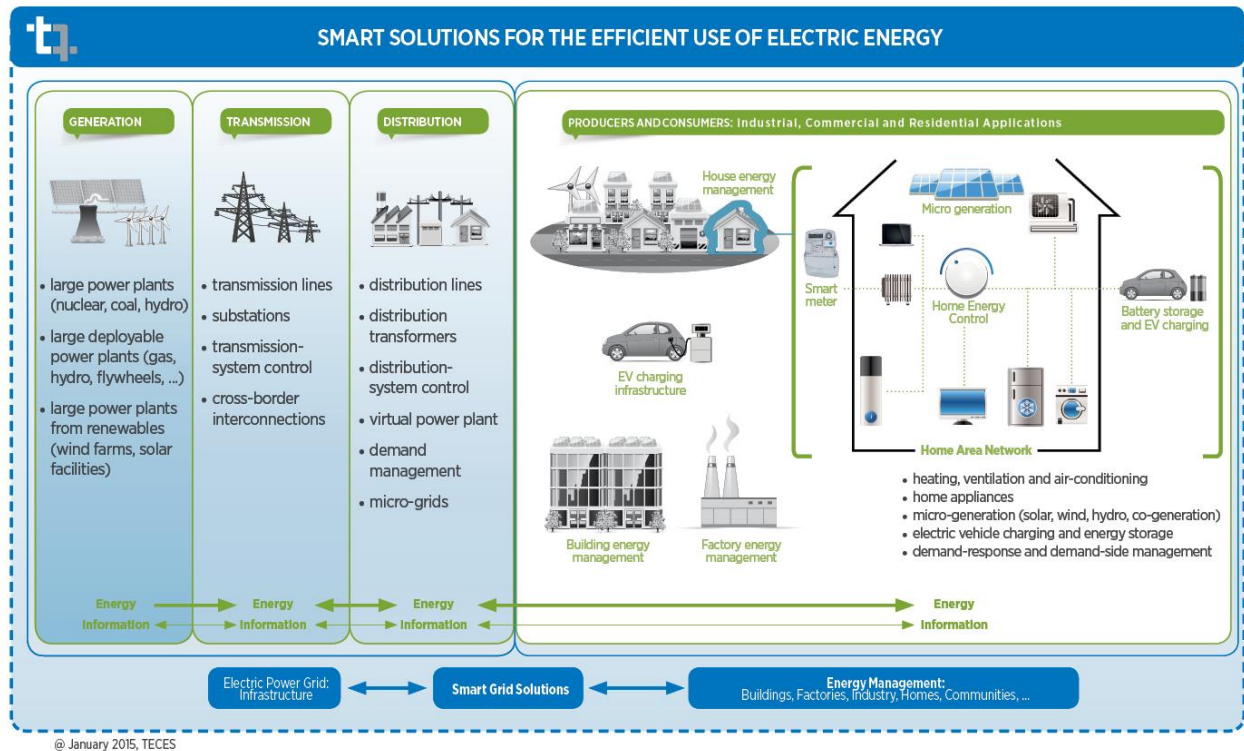 SMART SOLUTIONS FOR THE EFFICIENT USE OF ELECTRIC ENERGY
GENERATION
• large power plants
(nuclear, coal, hydro)
• large deployable
power plants (gas,
hydro, flywheels, ...)
• large power plants
from renewables
(wind farms, solar
facilities)
TRANSMISSION
• transmission lines
• substations
• transmission-
system control
• cross-border
interconnections
DISTRIBUTION
• distribution lines
• distribution
transformers
• distribution-
system control
• virtual power plant
• demand
management
• micro-grids
PRODUCERS AND CONSUMERS: Industrial, Commercial and Residential Applications
House energy
management
Micro generation
Smart
meter
Home Energy
Control
Battery storage
and EV charging
EV charging
infrastructure
Home Area Network
Building energy
management
Factory energy
management
• heating, ventilation and air-conditioning
• home appliances
• micro-generation (solar, wind, hydro, co-generation)
• electric vehicle charging and energy storage
• demand-response and demand-side management
Energy Energy Energy Energy
Information Information Information Information
Electric Power Grid:
Infrastructure
Smart Grid Solutions
Energy Management:
Buildings, Factories, Industry, Homes, Communities, ...
@ January 2015, TECES